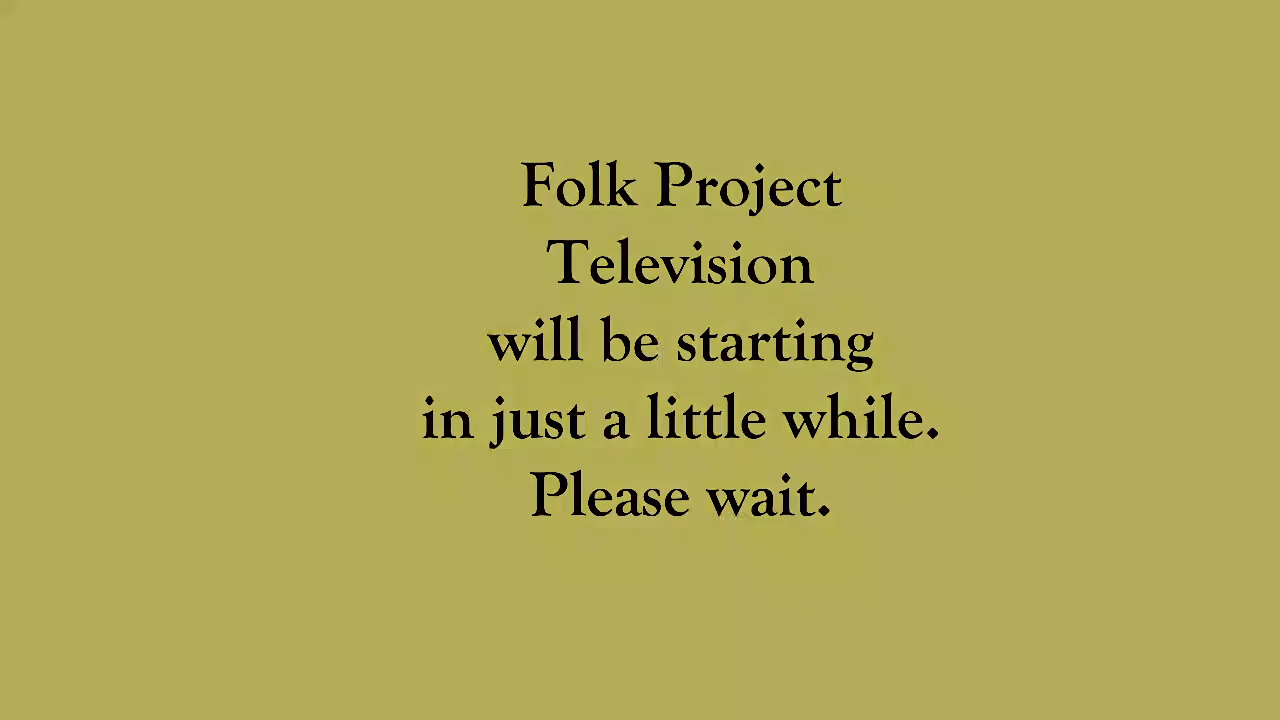 Folk Project
Television
will be starting
in just a little while.
Please wait.